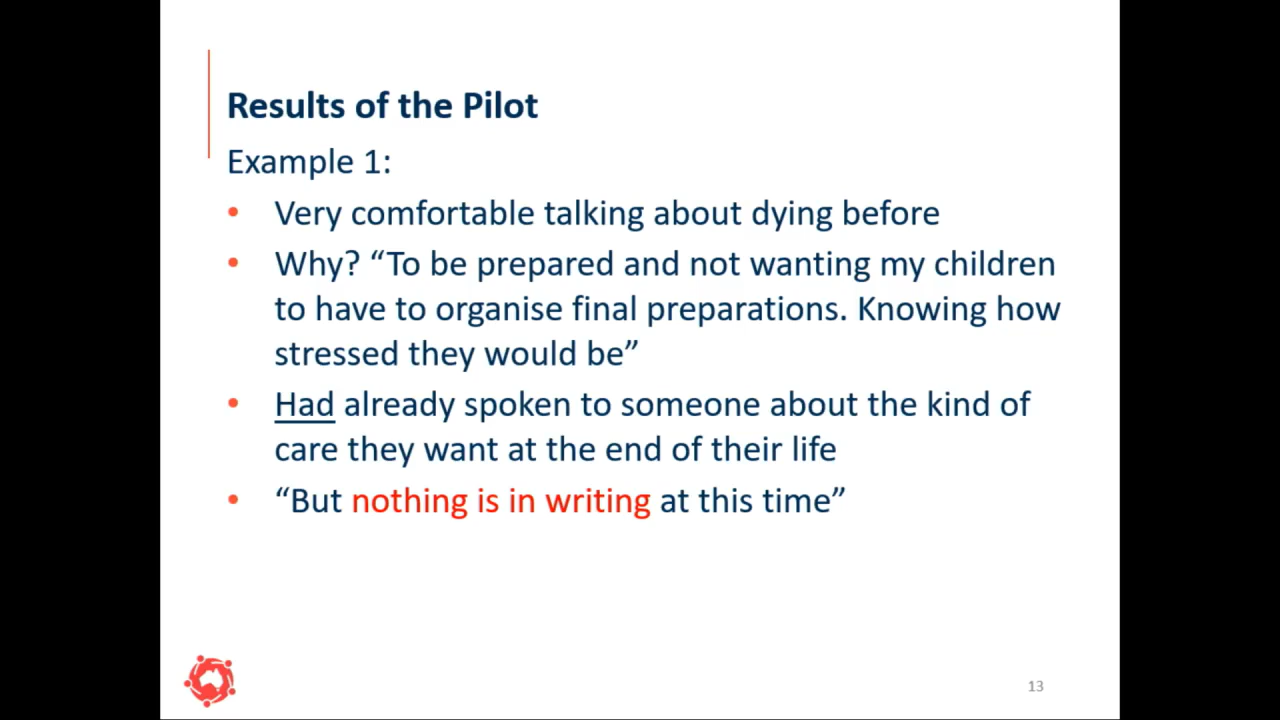 Results of the Pilot
Example 1:
• Very comfortable talking about dying before
• Why? “To be prepared and not wanting my children
to have to organise final preparations. Knowing how
stressed they would be”
• Had already spoken to someone about the kind of
care they want at the end of their life
• “But nothing is in writing at this time”
13